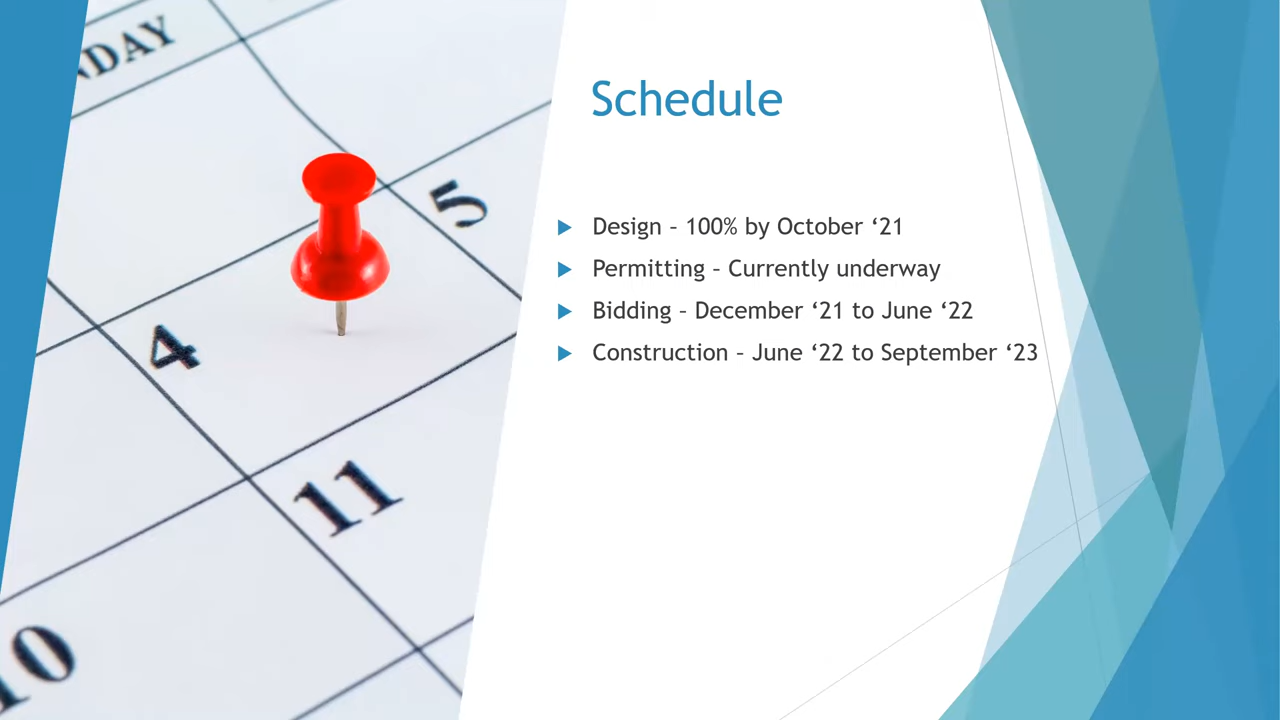 NDAY
5
4
11
10
Schedule
Design – 100% by October ‘21
Permitting – Currently underway
Bidding – December ‘21 to June ‘22
Construction – June ‘22 to September ‘23